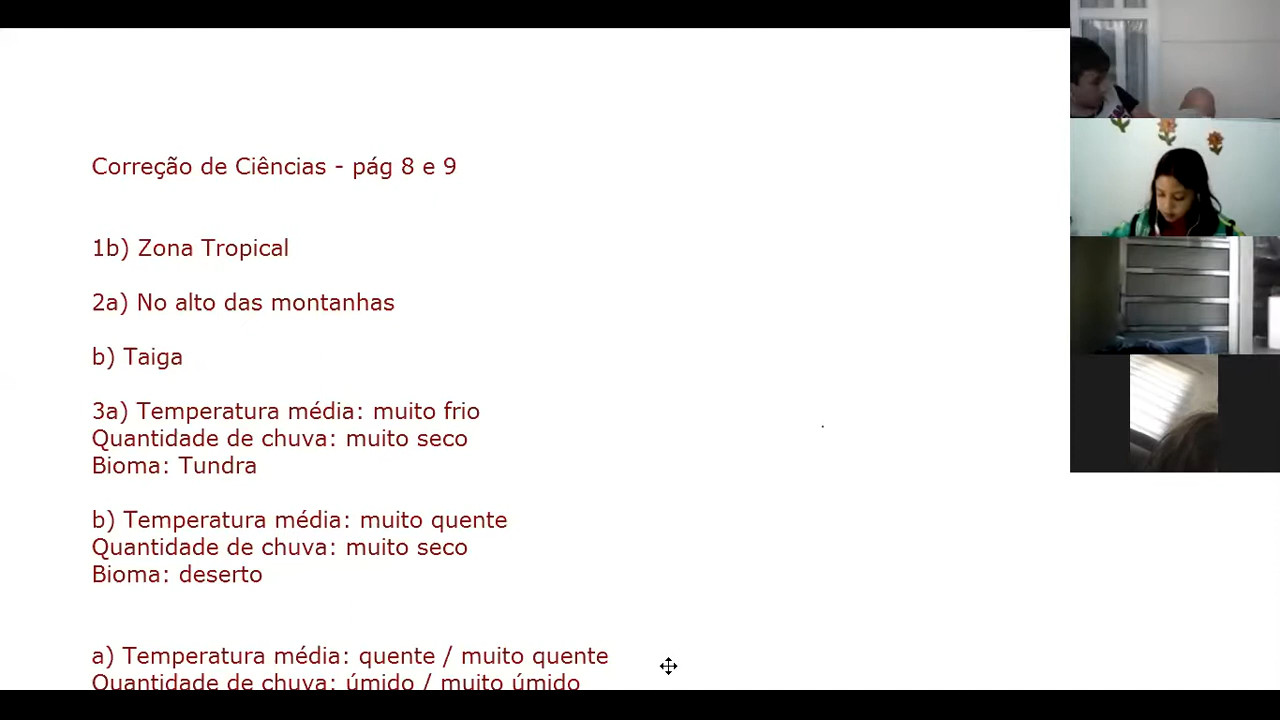 Correção de Ciências - pág 8 e 9
1b) Zona Tropical
2a) No alto das montanhas
b) Taiga
3a) Temperatura média: muito frio
Quantidade de chuva: muito seco
Bioma: Tundra
b) Temperatura média: muito quente
Quantidade de chuva: muito seco
Bioma: deserto
a) Temperatura média: quente / muito quente
Quantidade de chuva: úmido / muito úmido